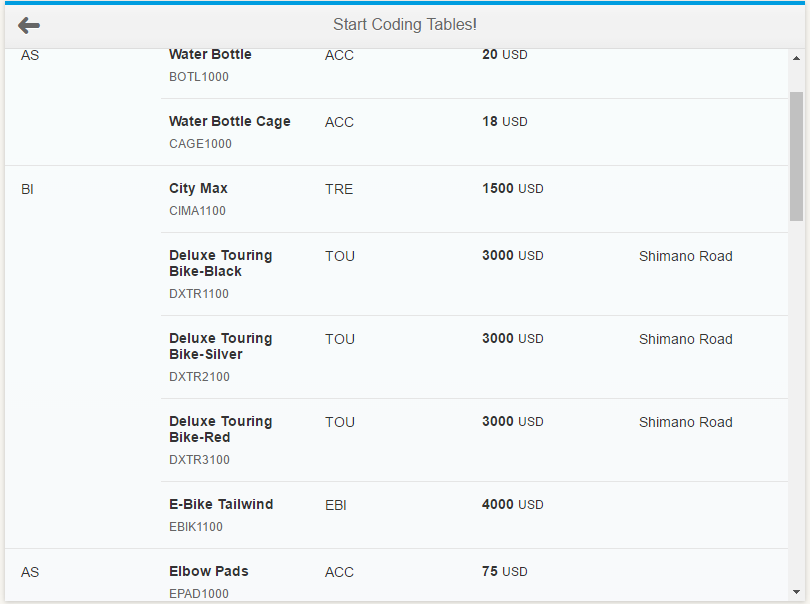 Start Coding Tables!
AS Water Bottle ACC 20 USD
BOTL1000
Water Bottle Cage ACC 18 USD
CAGE1000
BI City Max TRE 1500 USD
CIMA1100
Deluxe Touring TOU 3000 USD Shimano Road
Bike-Black
DXTR1100
Deluxe Touring TOU 3000 USD Shimano Road
Bike-Silver
DXTR2100
Deluxe Touring TOU 3000 USD Shimano Road
Bike-Red
DXTR3100
E-Bike Tailwind EBI 4000 USD
EBIK1100
AS Elbow Pads ACC 75 USD
EPAD1000